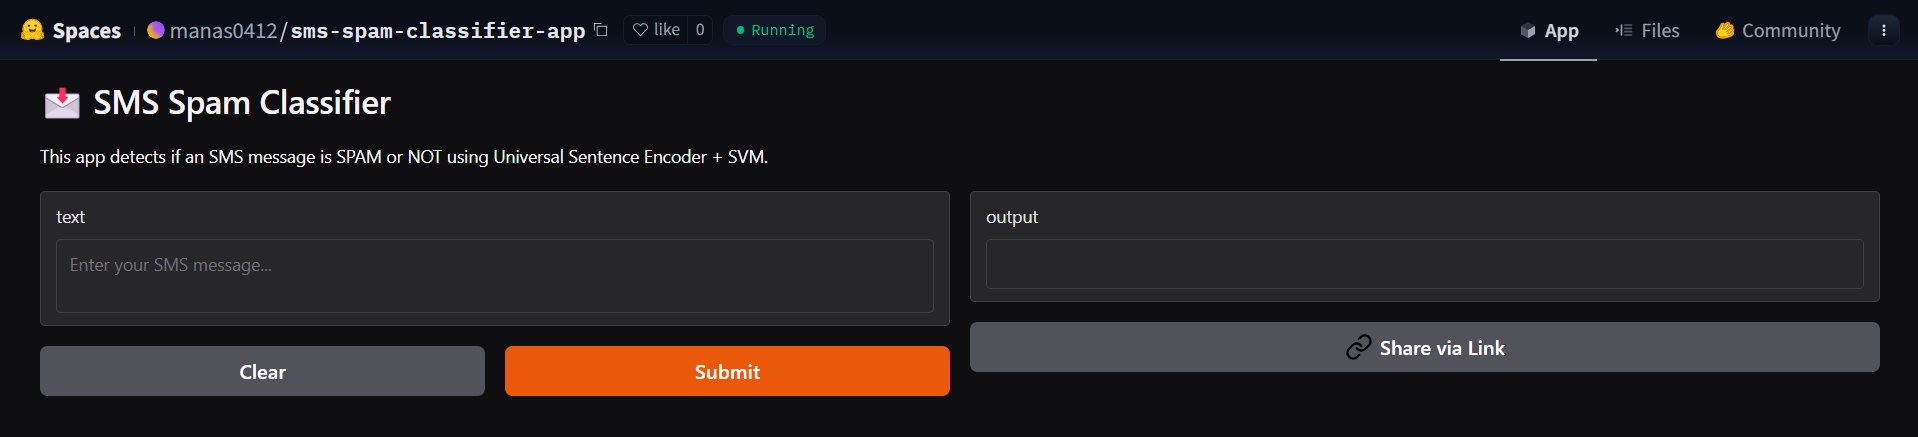 Spaces manas0412/sms-spam-classifier-app like 0 Running App Files Community
SMS Spam Classifier
This app detects if an SMS message is SPAM or NOT using Universal Sentence Encoder + SVM.
text
Enter your SMS message...
Clear Submit
output
Share via Link